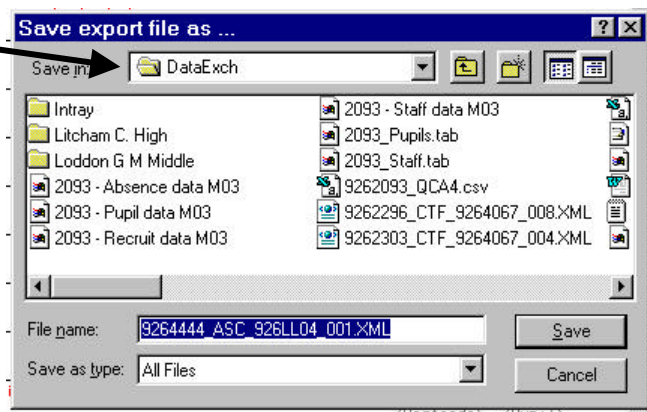 Save export file as ...
Save in: DataExch
Intray
Litcham C. High
Loddon G M Middle
2093 - Absence data M03
2093 - Pupil data M03
2093 - Recruit data M03
2093 - Staff data M03
2093_Pupils.tab
2093_Staff.tab
9262093_QCA4.csv
9262296_CTF_9264067_008.XML
9262303_CTF_9264067_004.XML
File name: 9264444_ASC_926LL04_001.XML Save
Save as type: All Files Cancel